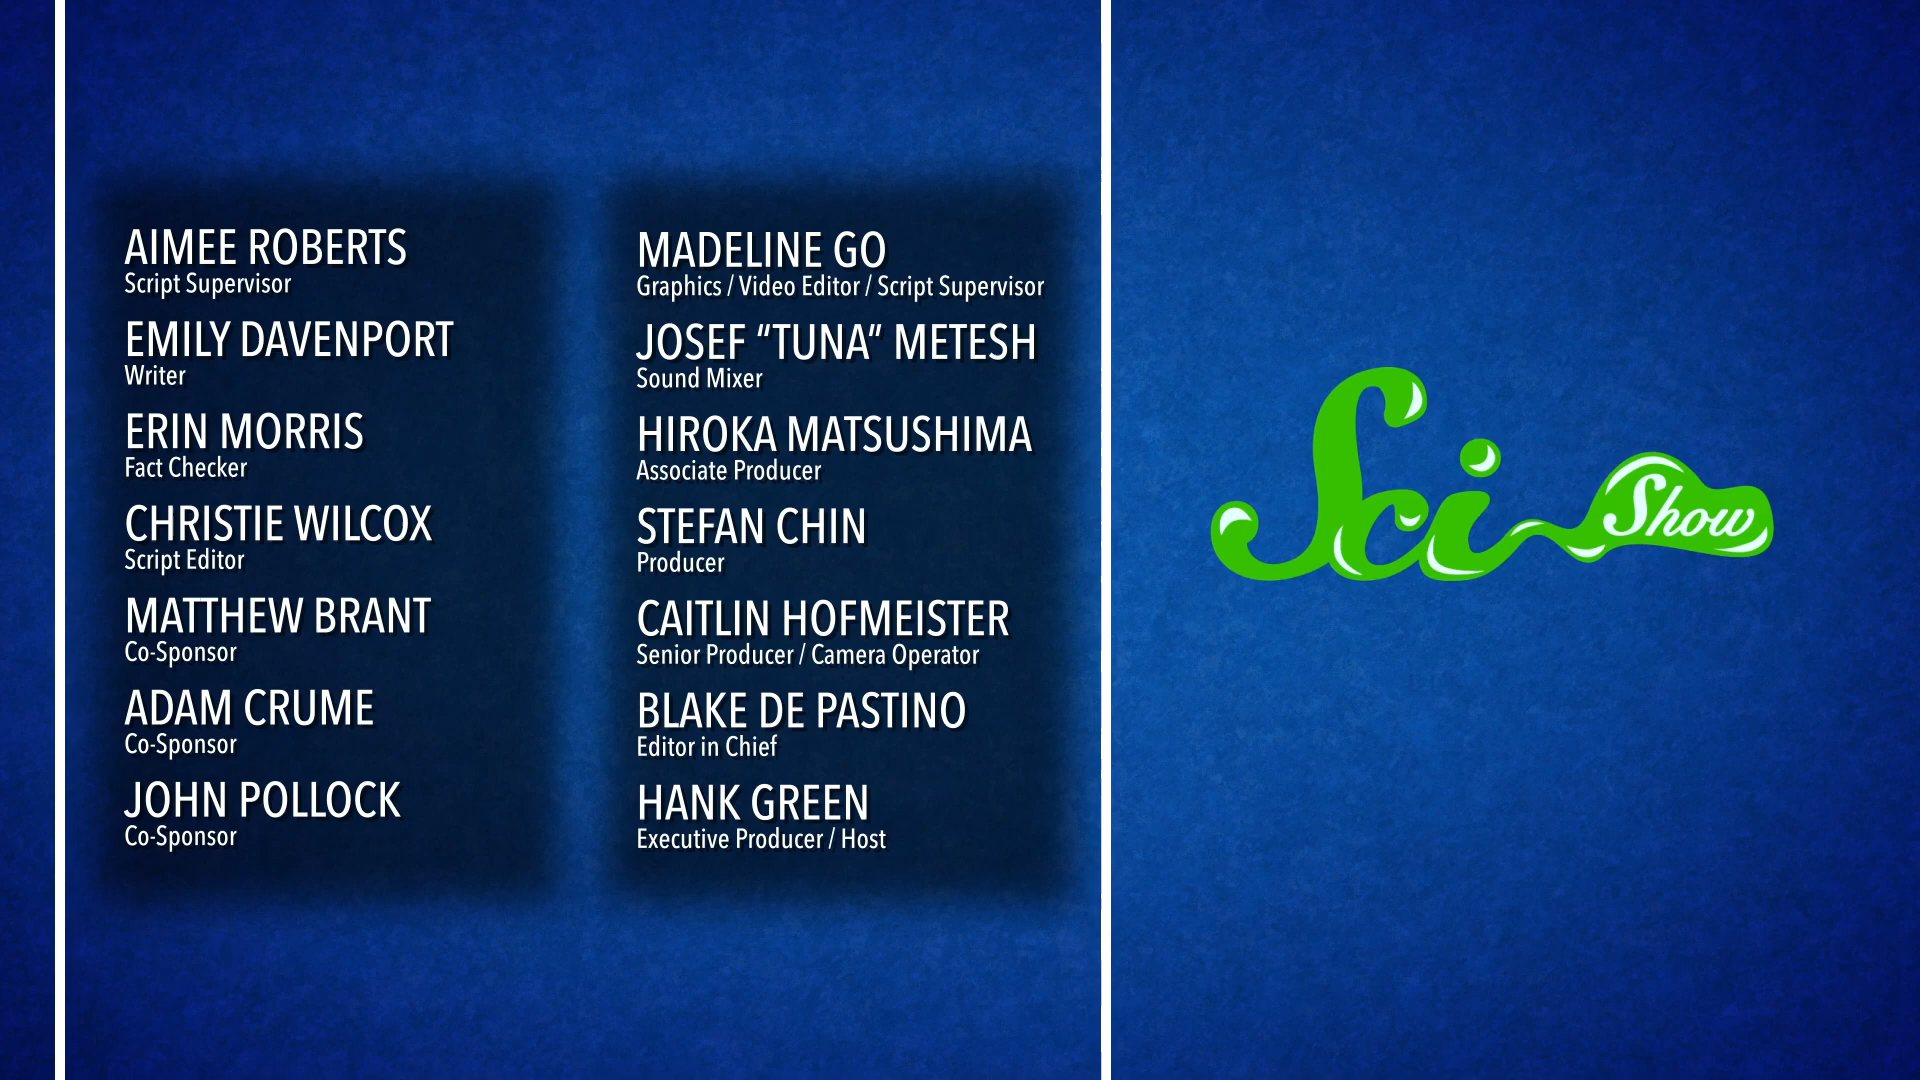 AIMEE ROBERTS
Script Supervisor
EMILY DAVENPORT
Writer
ERIN MORRIS
Fact Checker
CHRISTIE WILCOX
Script Editor
MATTHEW BRANT
Co-Sponsor
ADAM CRUME
Co-Sponsor
JOHN POLLOCK
Co-Sponsor
MADELINE GO
Graphics / Video Editor / Script Supervisor
JOSEF “TUNA” METESH
Sound Mixer
HIROKA MATSUSHIMA
Associate Producer
STEFAN CHIN
Producer
CAITLIN HOFMEISTER
Senior Producer / Camera Operator
BLAKE DE PASTINO
Editor in Chief
HANK GREEN
Executive Producer / Host
Sci Show